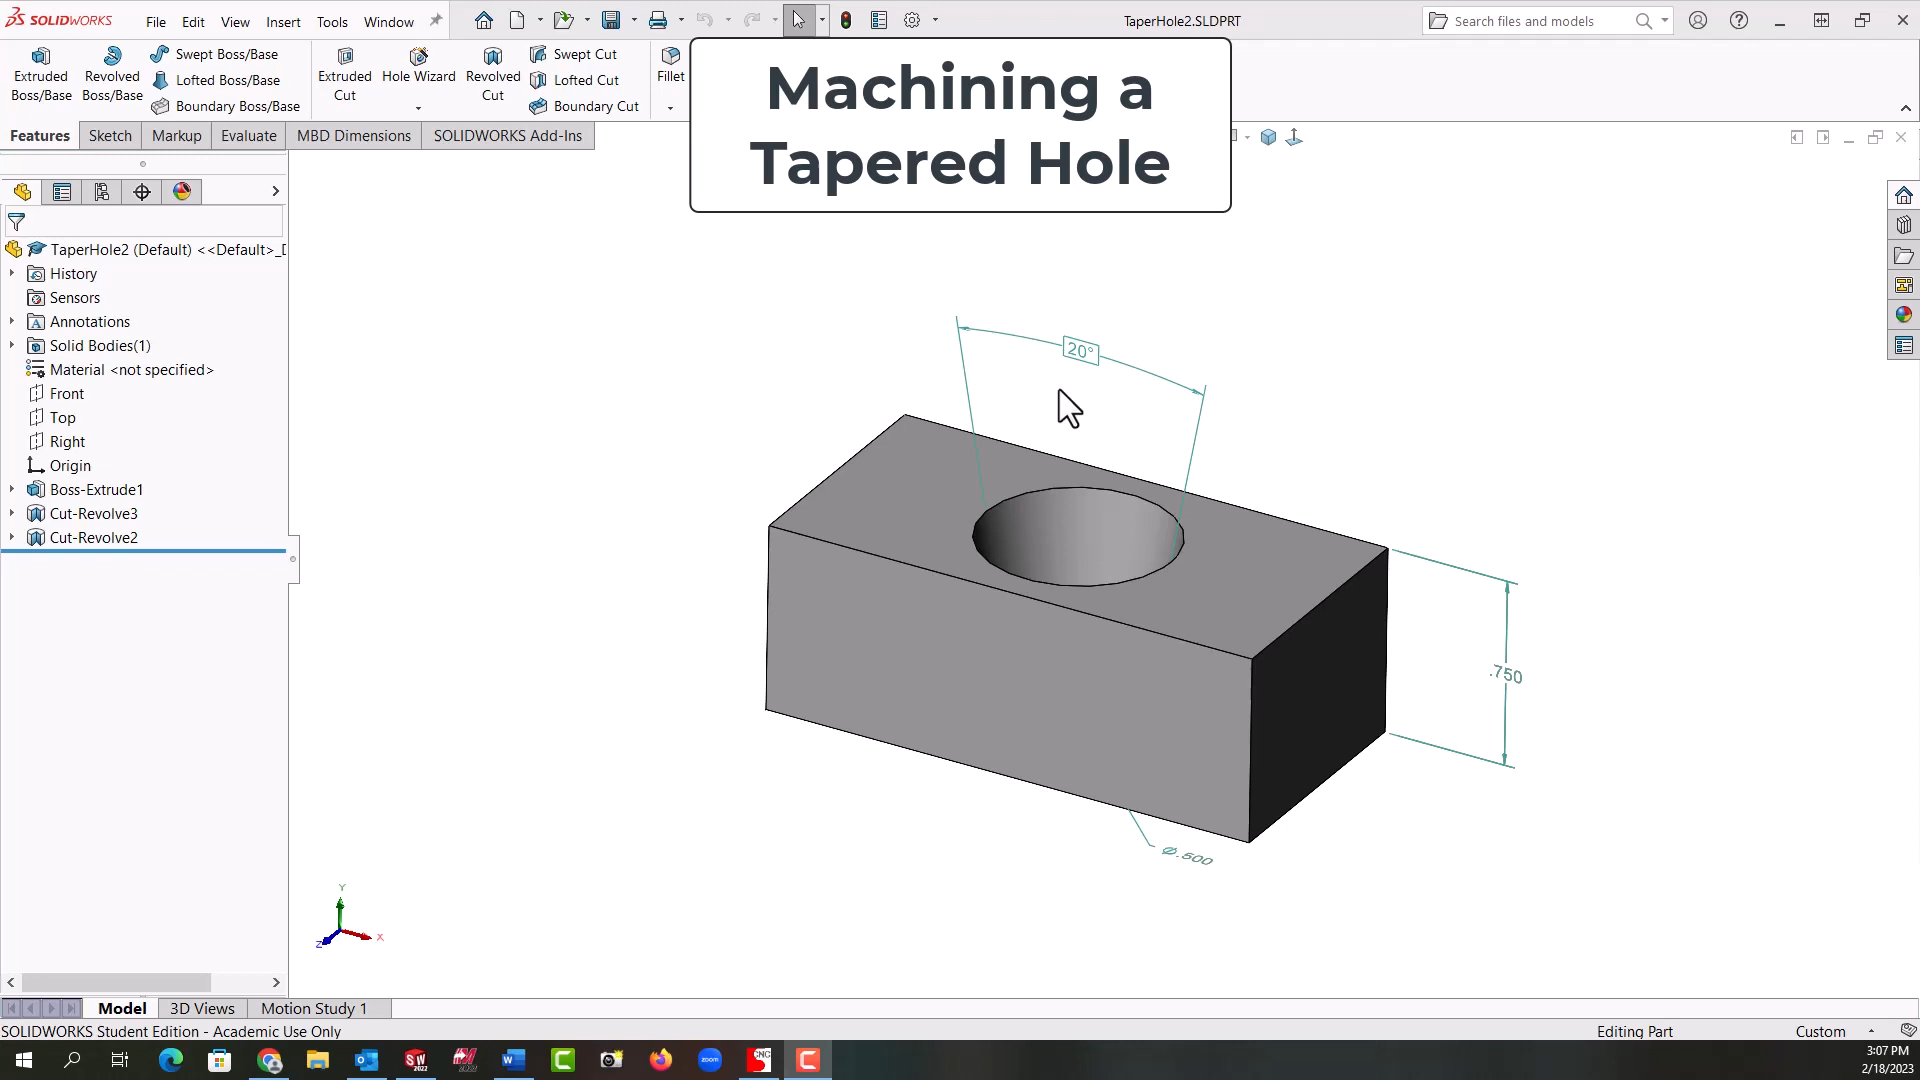 SOLIDWORKS
File Edit View Insert Tools Window
TaperHole2.SLDPRT
Search files and models
Extruded Boss/Base
Revolved Boss/Base
Swept Boss/Base
Lofted Boss/Base
Boundary Boss/Base
Extruded Cut
Hole Wizard
Revolved Cut
Swept Cut
Lofted Cut
Boundary Cut
Fillet
Machining a
Tapered Hole
Features Sketch Markup Evaluate MBD Dimensions SOLIDWORKS Add-Ins
TaperHole2 (Default) <<Default>_D
History
Sensors
Annotations
Solid Bodies(1)
Material <not specified>
Front
Top
Right
Origin
Boss-Extrude1
Cut-Revolve3
Cut-Revolve2
20°
.750
Ø.500
Y
Z X
Model 3D Views Motion Study 1
SOLIDWORKS Student Edition - Academic Use Only
Editing Part
Custom
3:07 PM
2/18/2023